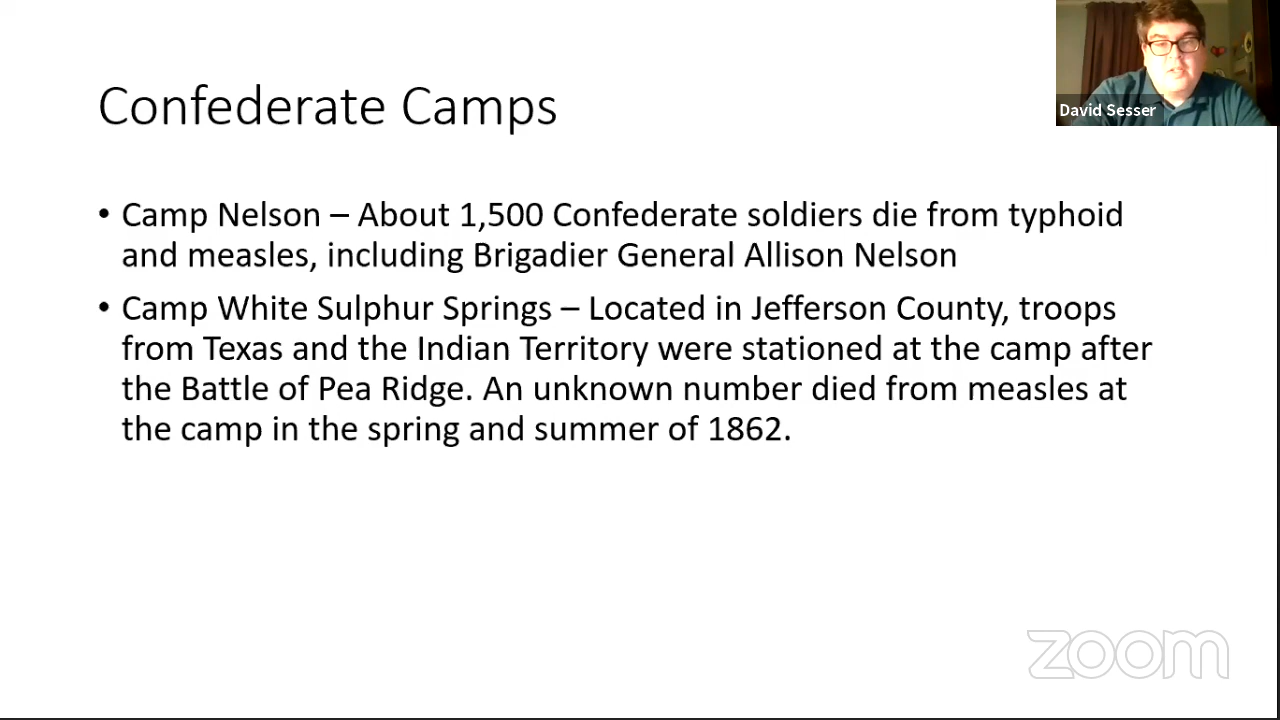 Confederate Camps
David Sesser
• Camp Nelson – About 1,500 Confederate soldiers die from typhoid
and measles, including Brigadier General Allison Nelson
• Camp White Sulphur Springs – Located in Jefferson County, troops
from Texas and the Indian Territory were stationed at the camp after
the Battle of Pea Ridge. An unknown number died from measles at
the camp in the spring and summer of 1862.
zoom